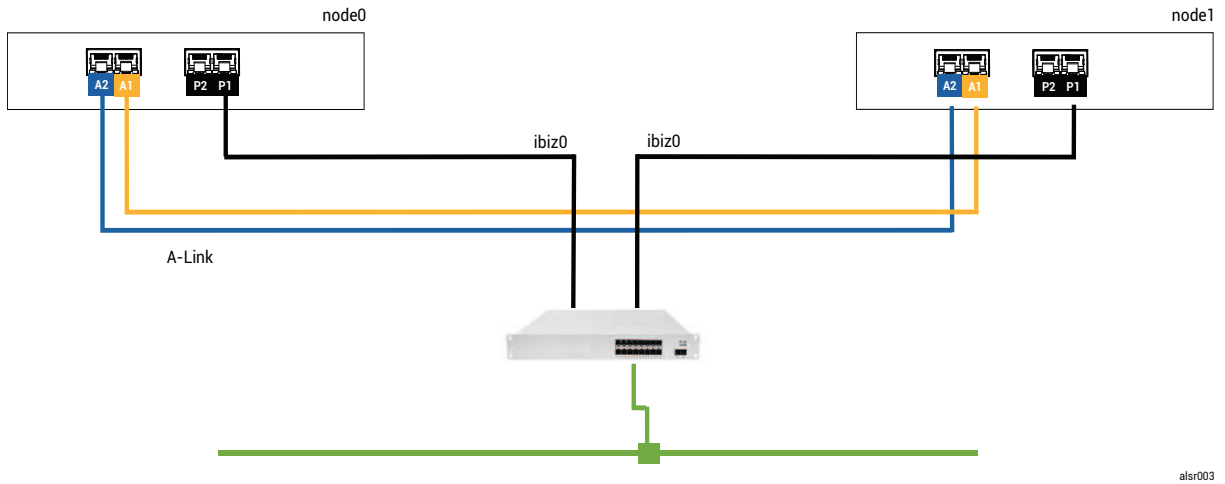 node0
node1
A2 A1 P2 P1
A2 A1 P2 P1
ibiz0
ibiz0
A-Link
alsr003